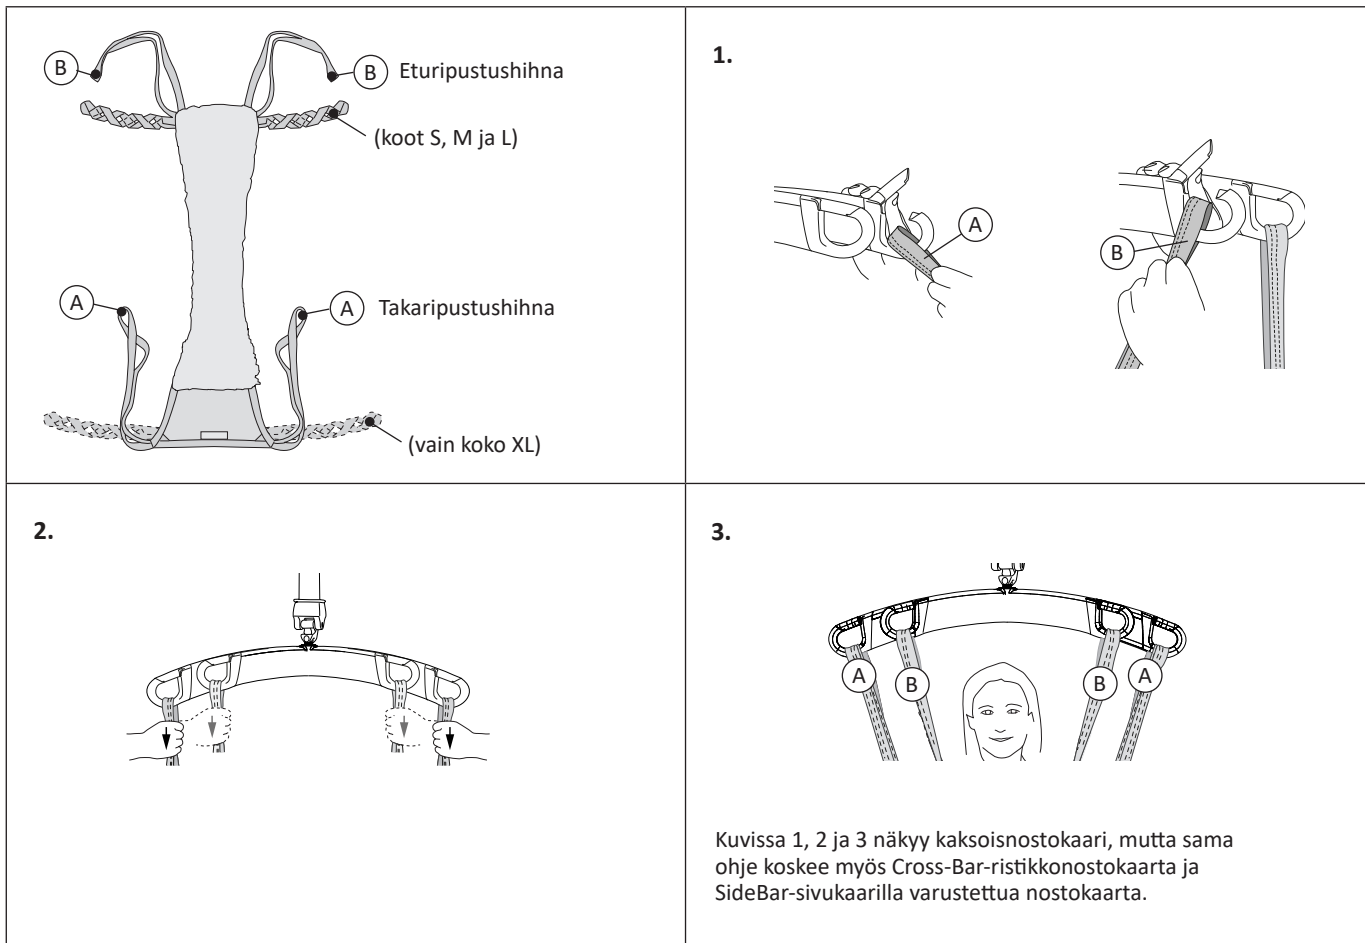 B
B Eturipustushihna
(koot S, M ja L)
A
A Takaripustushihna
(vain koko XL)
1.
A
B
2.
3.
A
B
B
A
Kuvissa 1, 2 ja 3 näkyy kaksoisnostokaari, mutta sama
ohje koskee myös Cross-Bar-ristikkonostokaarta ja
SideBar-sivukaarilla varustettua nostokaarta.